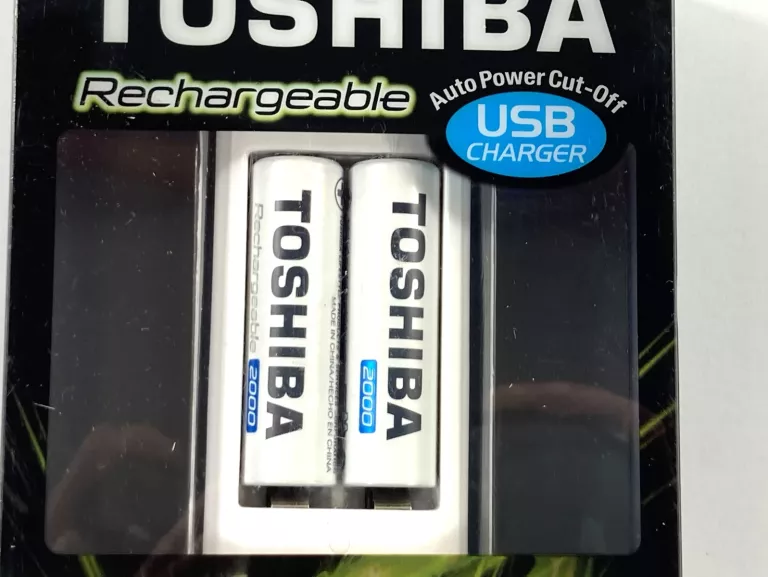 TOSHIBA
Rechargeable
Auto Power Cut-Off
USB
CHARGER
TOSHIBA
Rechargeable 2000
MADE IN CHINA/HECHO EN CHINA
TOSHIBA
2000